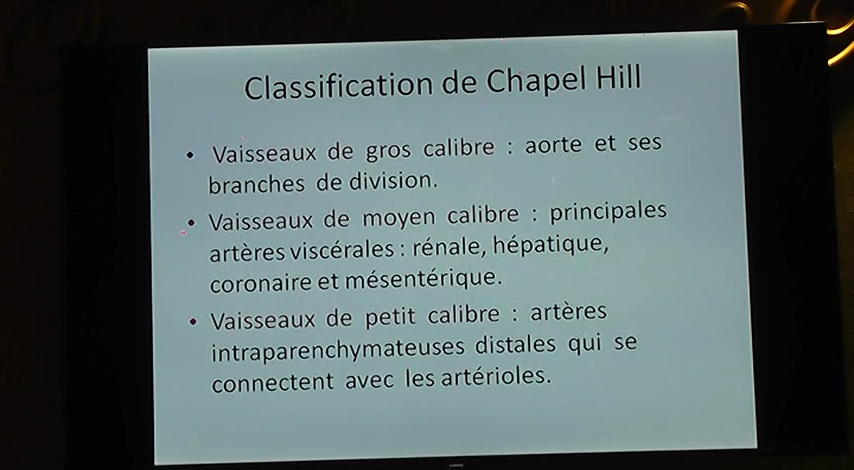 Classification de Chapel Hill
• Vaisseaux de gros calibre : aorte et ses
branches de division.
• Vaisseaux de moyen calibre : principales
artères viscérales : rénale, hépatique,
coronaire et mésentérique.
• Vaisseaux de petit calibre : artères
intraparenchymateuses distales qui se
connectent avec les artérioles.